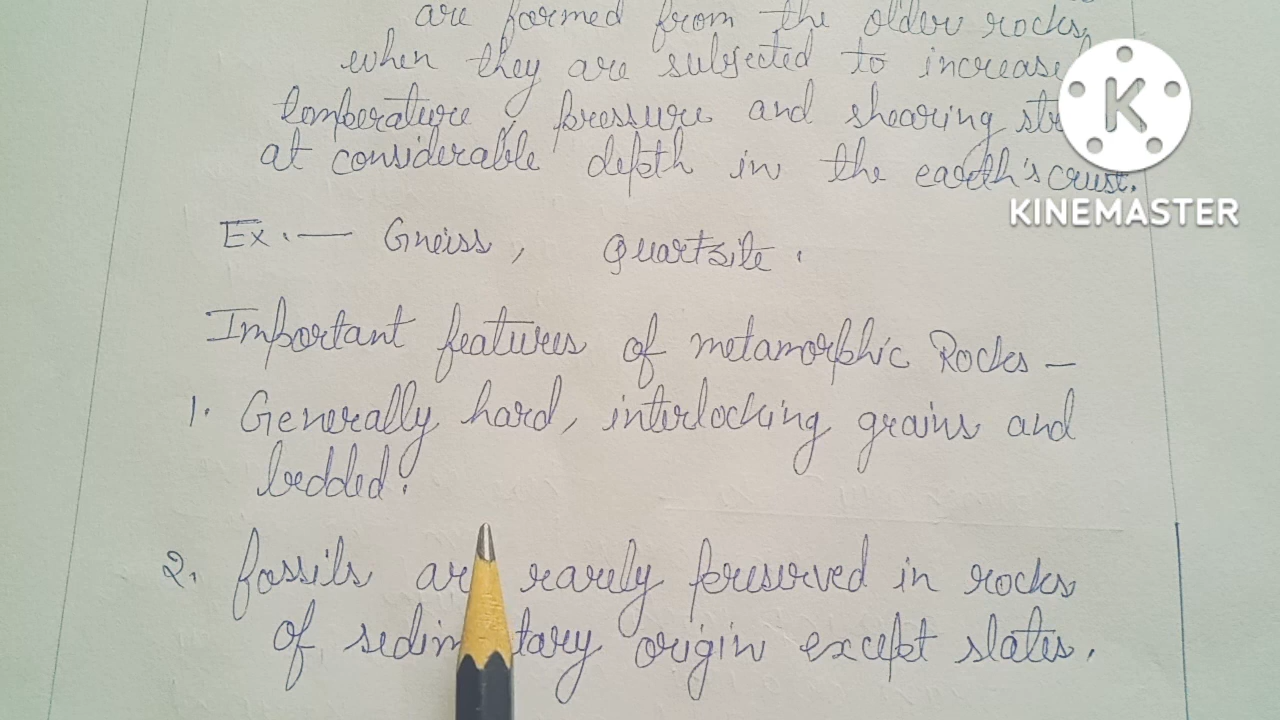 are formed from the older rocks,
when they are subjected to increase
temperature, pressure and shearing
at considerable depth in the earth's crust.
KINEMASTER
Ex. — Gneiss, Quartzite.
Important features of metamorphic Rocks —
1. Generally hard, interlocking grains and
bedded.
2. Fossils are rarely preserved in rocks
of sedimentary origin except slates.